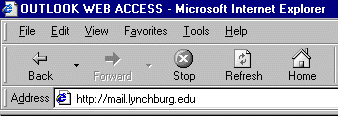 OUTLOOK WEB ACCESS - Microsoft Internet Explorer
File Edit View Favorites Tools Help
Back Forward Stop Refresh Home
Address http://mail.lynchburg.edu